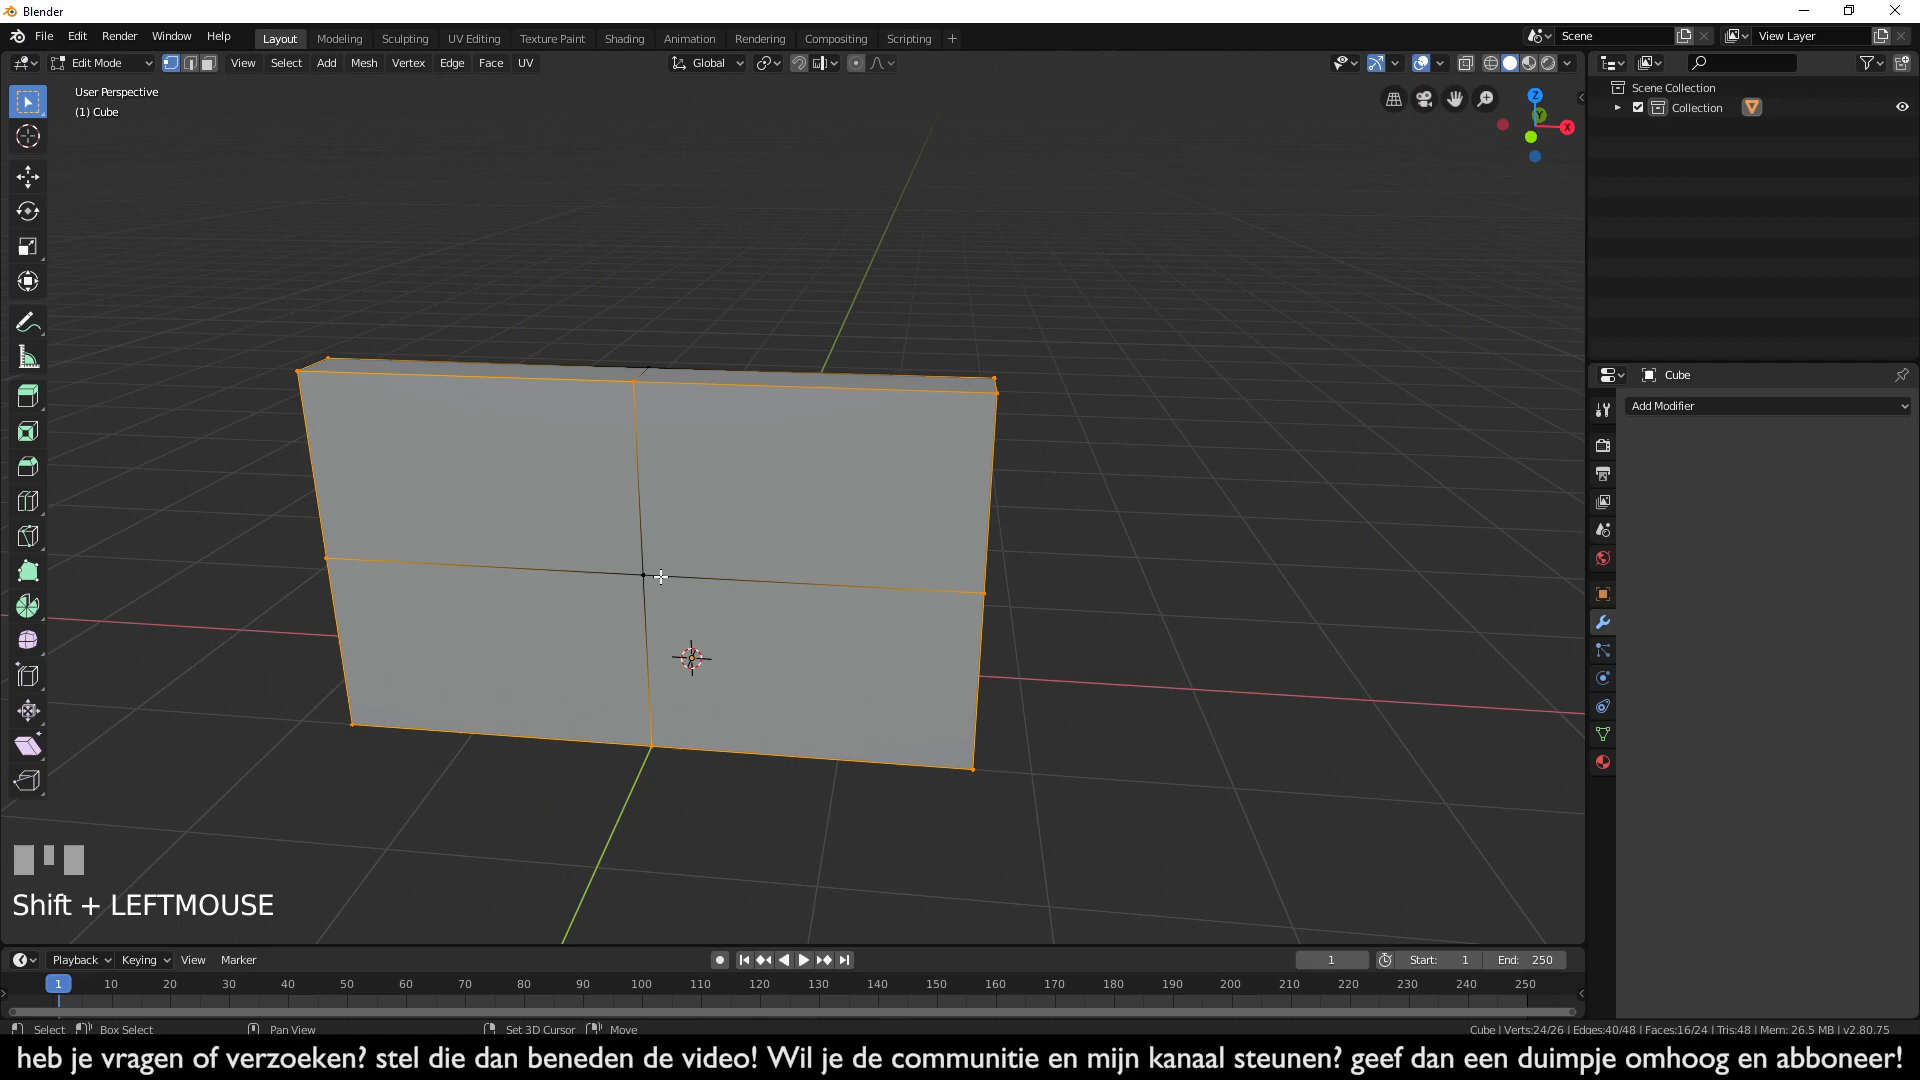 Blender
File Edit Render Window Help
Layout Modeling Sculpting UV Editing Texture Paint Shading Animation Rendering Compositing Scripting +
Scene View Layer
Edit Mode View Select Add Mesh Vertex Edge Face UV Global
User Perspective
(1) Cube
Z
Y
X
Scene Collection
Collection
Cube
Add Modifier
Shift + LEFTMOUSE
Playback Keying View Marker
1 Start: 1 End: 250
1 10 20 30 40 50 60 70 80 90 100 110 120 130 140 150 160 170 180 190 200 210 220 230 240 250
Select Box Select Pan View Set 3D Cursor Move
Cube | Verts:24/26 | Edges:40/48 | Faces:16/24 | Tris:48 | Mem: 26.5 MB | v2.80.75
heb je vragen of verzoeken? stel die dan beneden de video! Wil je de communitie en mijn kanaal steunen? geef dan een duimpje omhoog en abboneer!